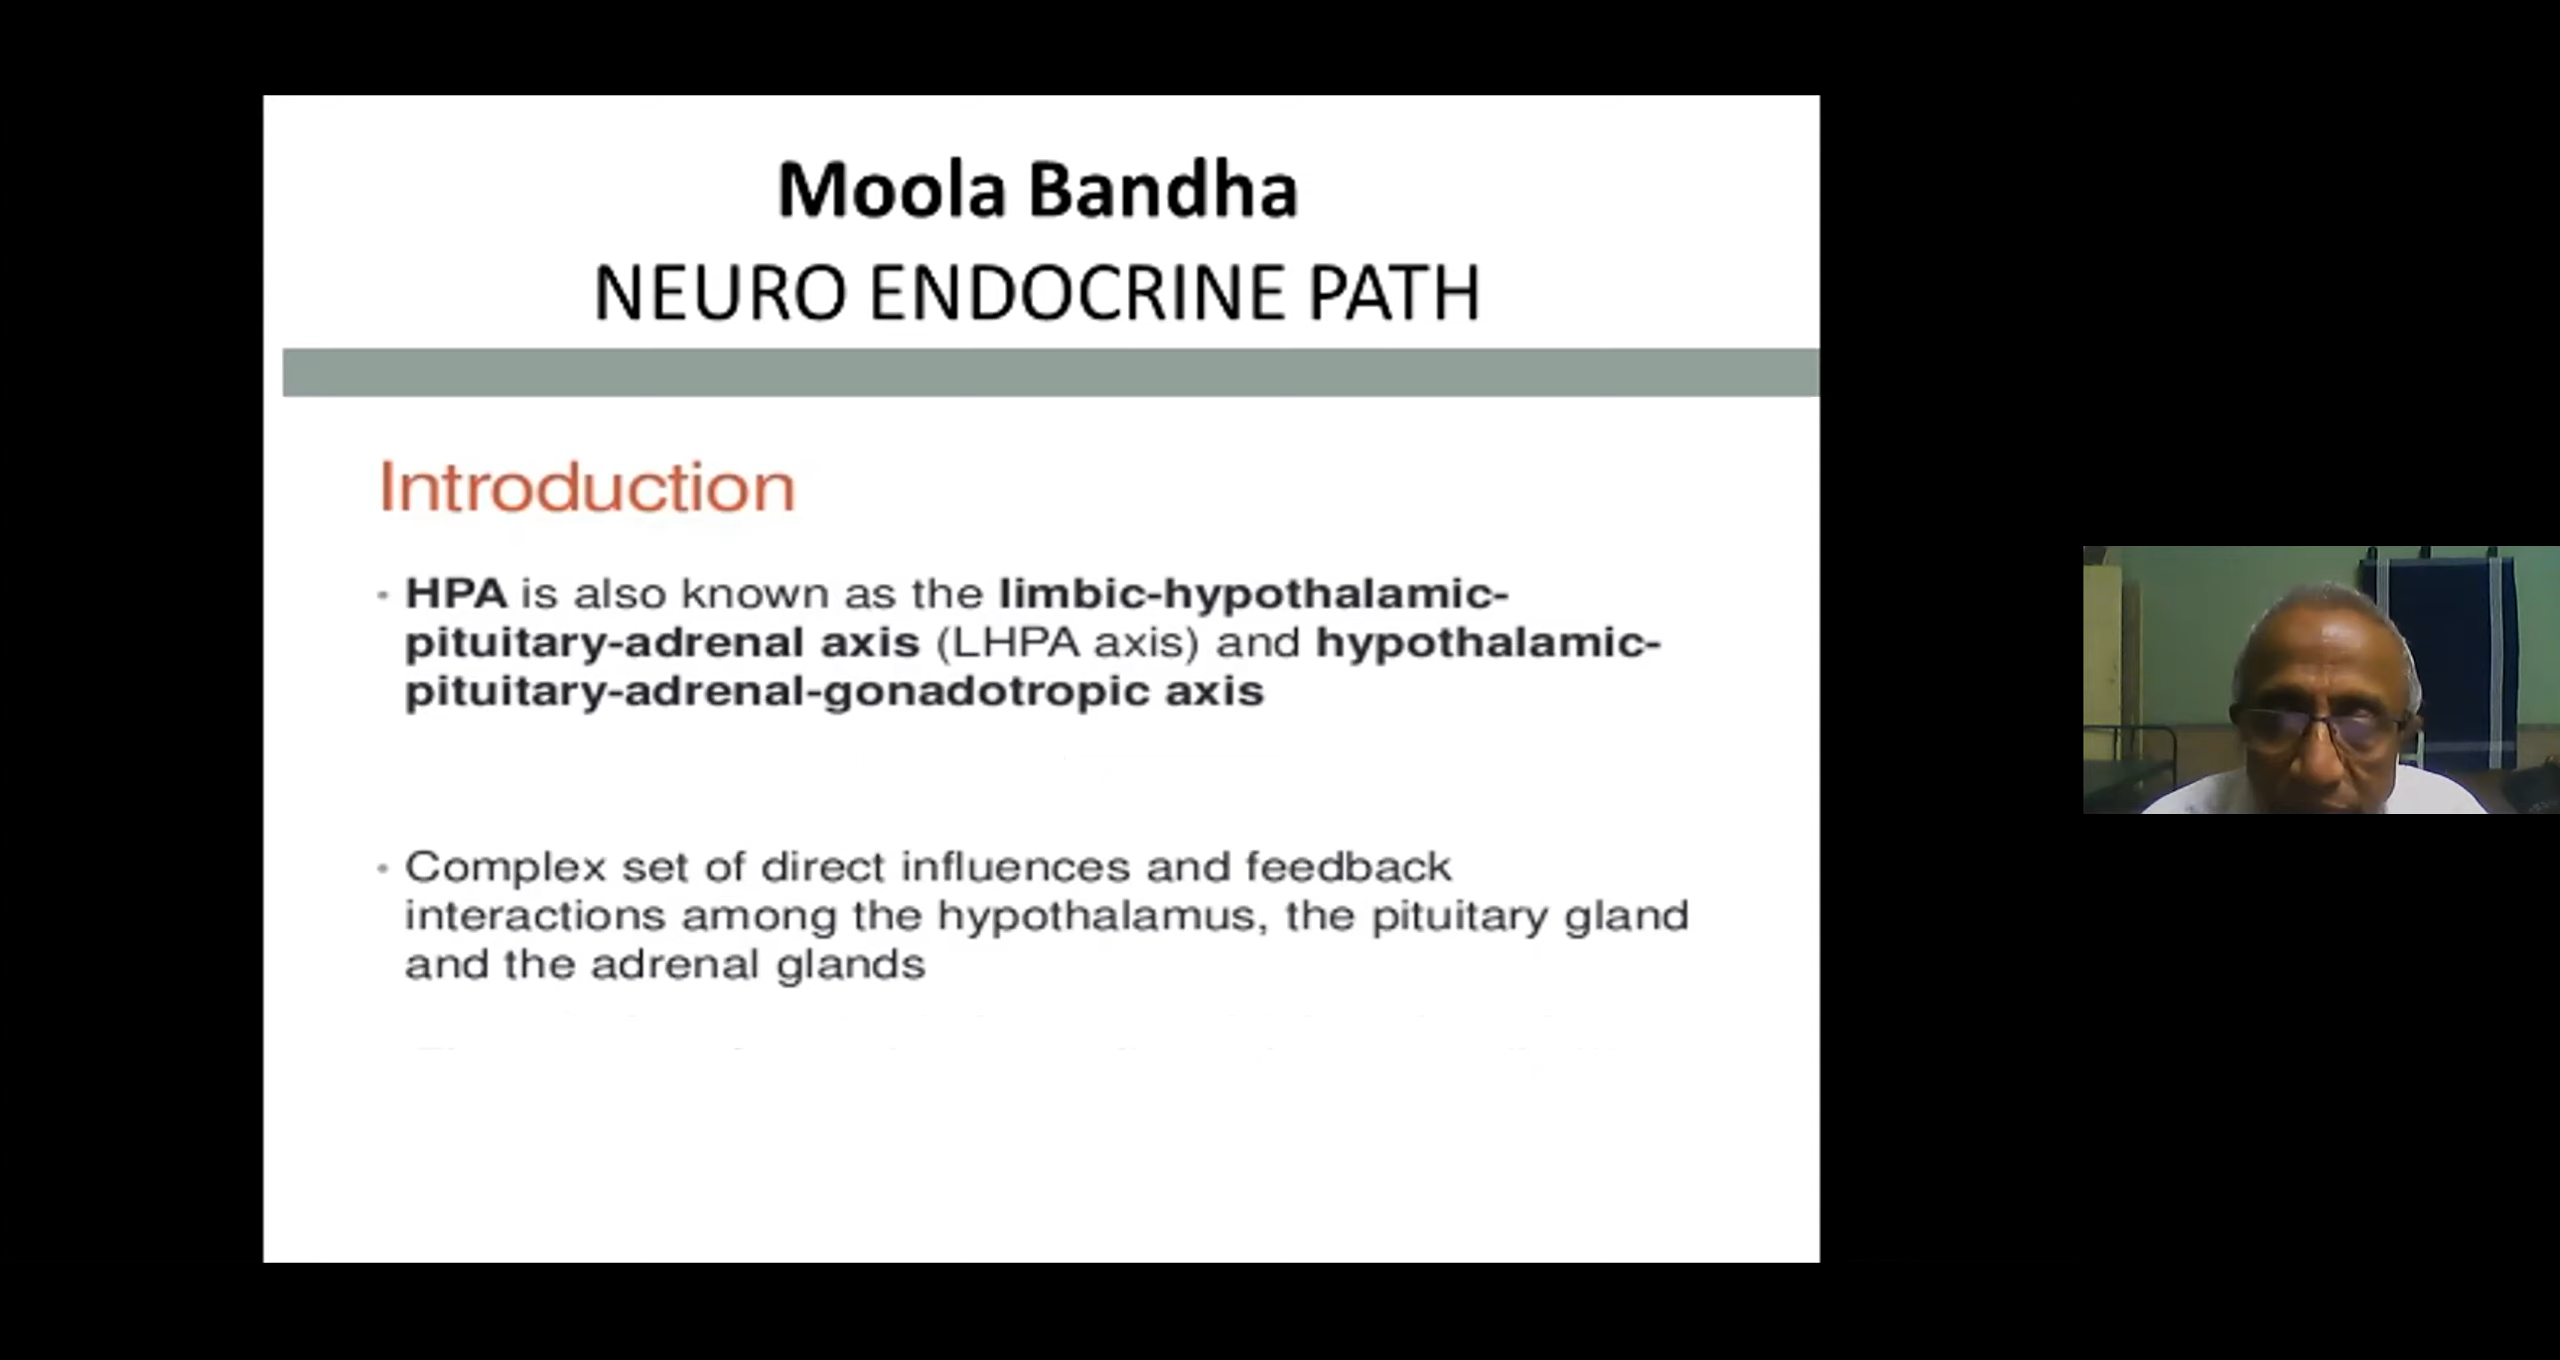 Moola Bandha
NEURO ENDOCRINE PATH
Introduction
• HPA is also known as the limbic-hypothalamic-
pituitary-adrenal axis (LHPA axis) and hypothalamic-
pituitary-adrenal-gonadotropic axis
• Complex set of direct influences and feedback
interactions among the hypothalamus, the pituitary gland
and the adrenal glands